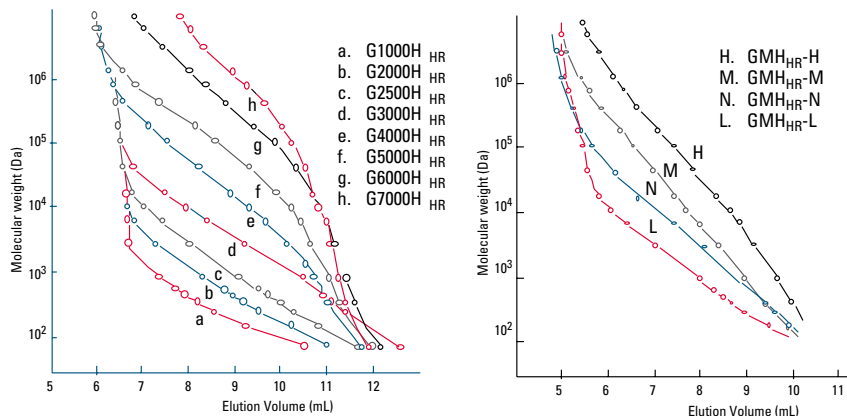 Molecular weight (Da)
10⁶
10⁵
10⁴
10³
10²
5 6 7 8 9 10 11 12
Elution Volume (mL)
h
g
f
e
d
c
b
a
a. G1000H HR
b. G2000H HR
c. G2500H HR
d. G3000H HR
e. G4000H HR
f. G5000H HR
g. G6000H HR
h. G7000H HR
Molecular weight (Da)
10⁶
10⁵
10⁴
10³
10²
5 6 7 8 9 10 11
Elution Volume (mL)
H
M
N
L
H. GMHHR-H
M. GMHHR-M
N. GMHHR-N
L. GMHHR-L